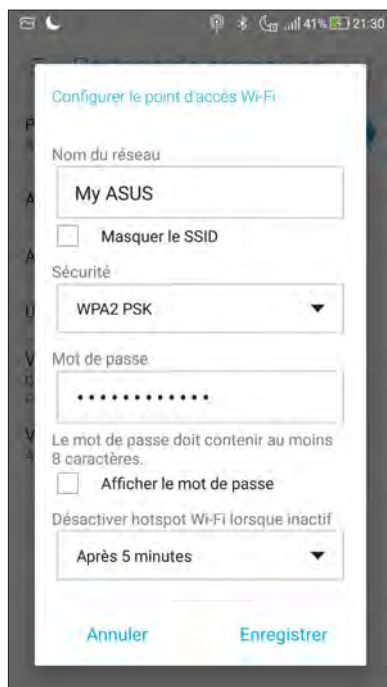 41% 21:30
Configurer le point d'accès Wi-Fi
Nom du réseau
My ASUS
Masquer le SSID
Sécurité
WPA2 PSK
Mot de passe
••••••••••••
Le mot de passe doit contenir au moins
8 caractères.
Afficher le mot de passe
Désactiver hotspot Wi-Fi lorsque inactif
Après 5 minutes
Annuler Enregistrer